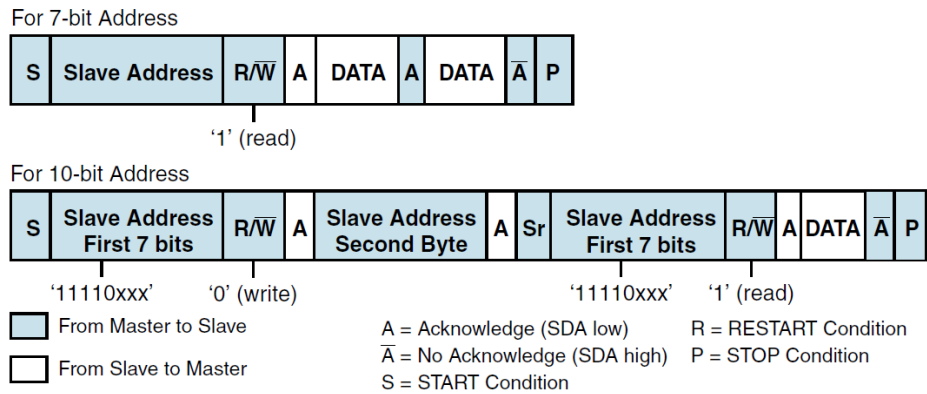 For 7-bit Address
S Slave Address R/W̅ A DATA A DATA A̅ P
‘1’ (read)
For 10-bit Address
S Slave Address First 7 bits R/W̅ A Slave Address Second Byte A Sr Slave Address First 7 bits R/W̅ A DATA A̅ P
‘11110xxx’ ‘0’ (write) ‘11110xxx’ ‘1’ (read)
From Master to Slave
From Slave to Master
A = Acknowledge (SDA low)
A̅ = No Acknowledge (SDA high)
S = START Condition
R = RESTART Condition
P = STOP Condition